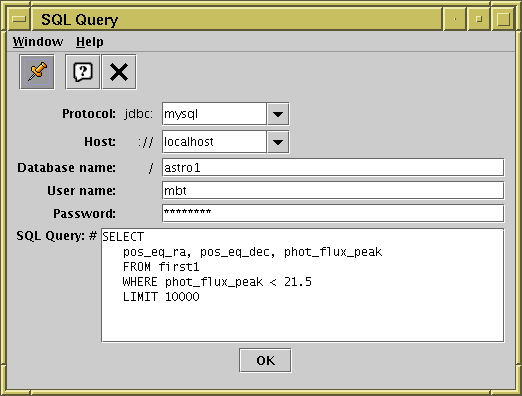 SQL Query
Window Help
Protocol: jdbc: mysql
Host: :// localhost
Database name: / astro1
User name: mbt
Password: ********
SQL Query: # SELECT
pos_eq_ra, pos_eq_dec, phot_flux_peak
FROM first1
WHERE phot_flux_peak < 21.5
LIMIT 10000
OK